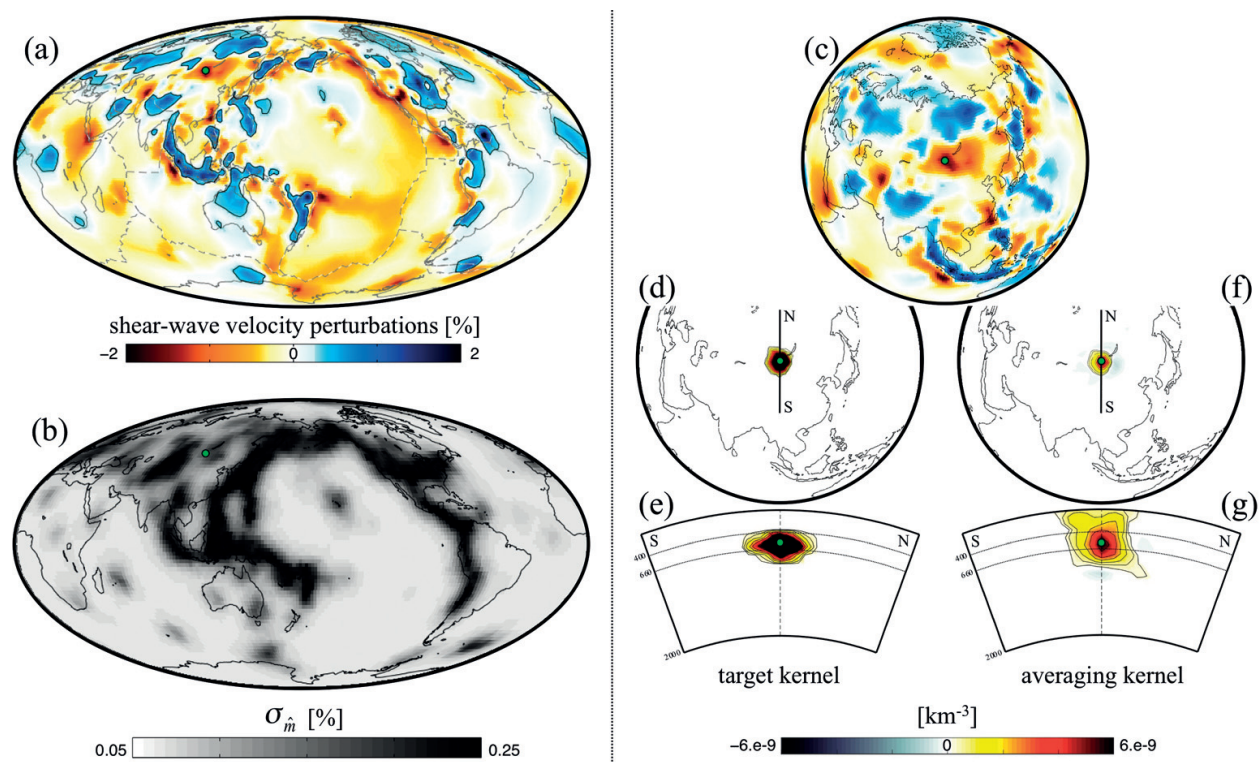 (a)
shear-wave velocity perturbations [%]
−2 0 2
(b)
σm̂ [%]
0.05 0.25
(c)
(d)
N
S
(f)
N
S
(e)
S N
400
660
2000
target kernel
(g)
S N
400
660
2000
averaging kernel
[km-3]
−6.e-9 0 6.e-9